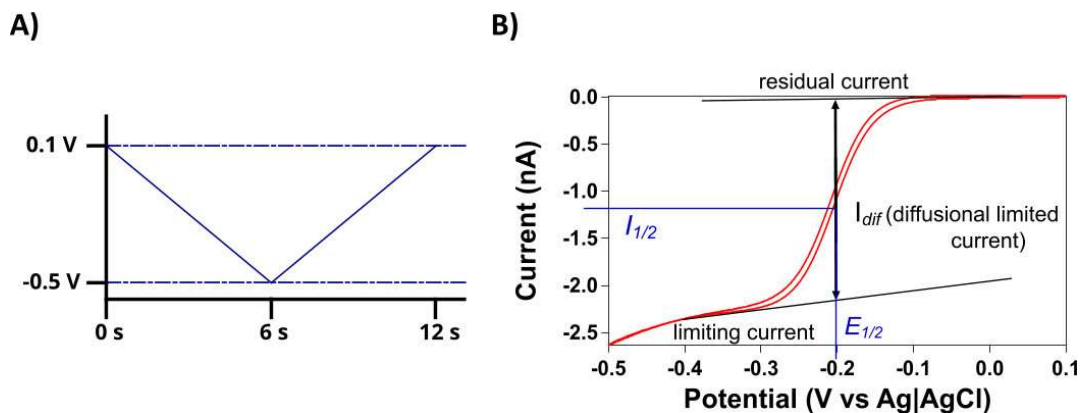 A)
0.1 V
-0.5 V
0 s
6 s
12 s
B)
residual current
0.0
-0.5
-1.0
-1.5
-2.0
-2.5
Current (nA)
I1/2
Idif (diffusional limited
current)
limiting current
E1/2
-0.5
-0.4
-0.3
-0.2
-0.1
0.0
0.1
Potential (V vs Ag|AgCl)